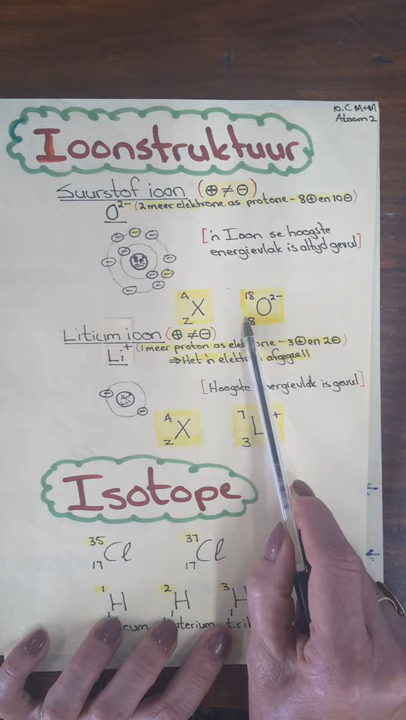 10. C M+M
Atoom 2
Ioonstruktuur
Suurstof ioon (⊕≠⊖)
O²⁻ (2 meer elektrone as protone - 8⊕ en 10⊖)
['n Ioon se hoogste
energievlak is altyd gevul]
A
Z X
18
8 O²⁻
Litium ioon (⊕≠⊖)
Li⁺ (1 meer proton as elektrone - 3⊕ en 2⊖)
⇒ Het 'n elektron afgegee!!
[Hoogste energievlak is gevul]
A
Z X
7
3 L +
Isotope
35
17 Cl
37
17 Cl
1
H
2
H
3
H